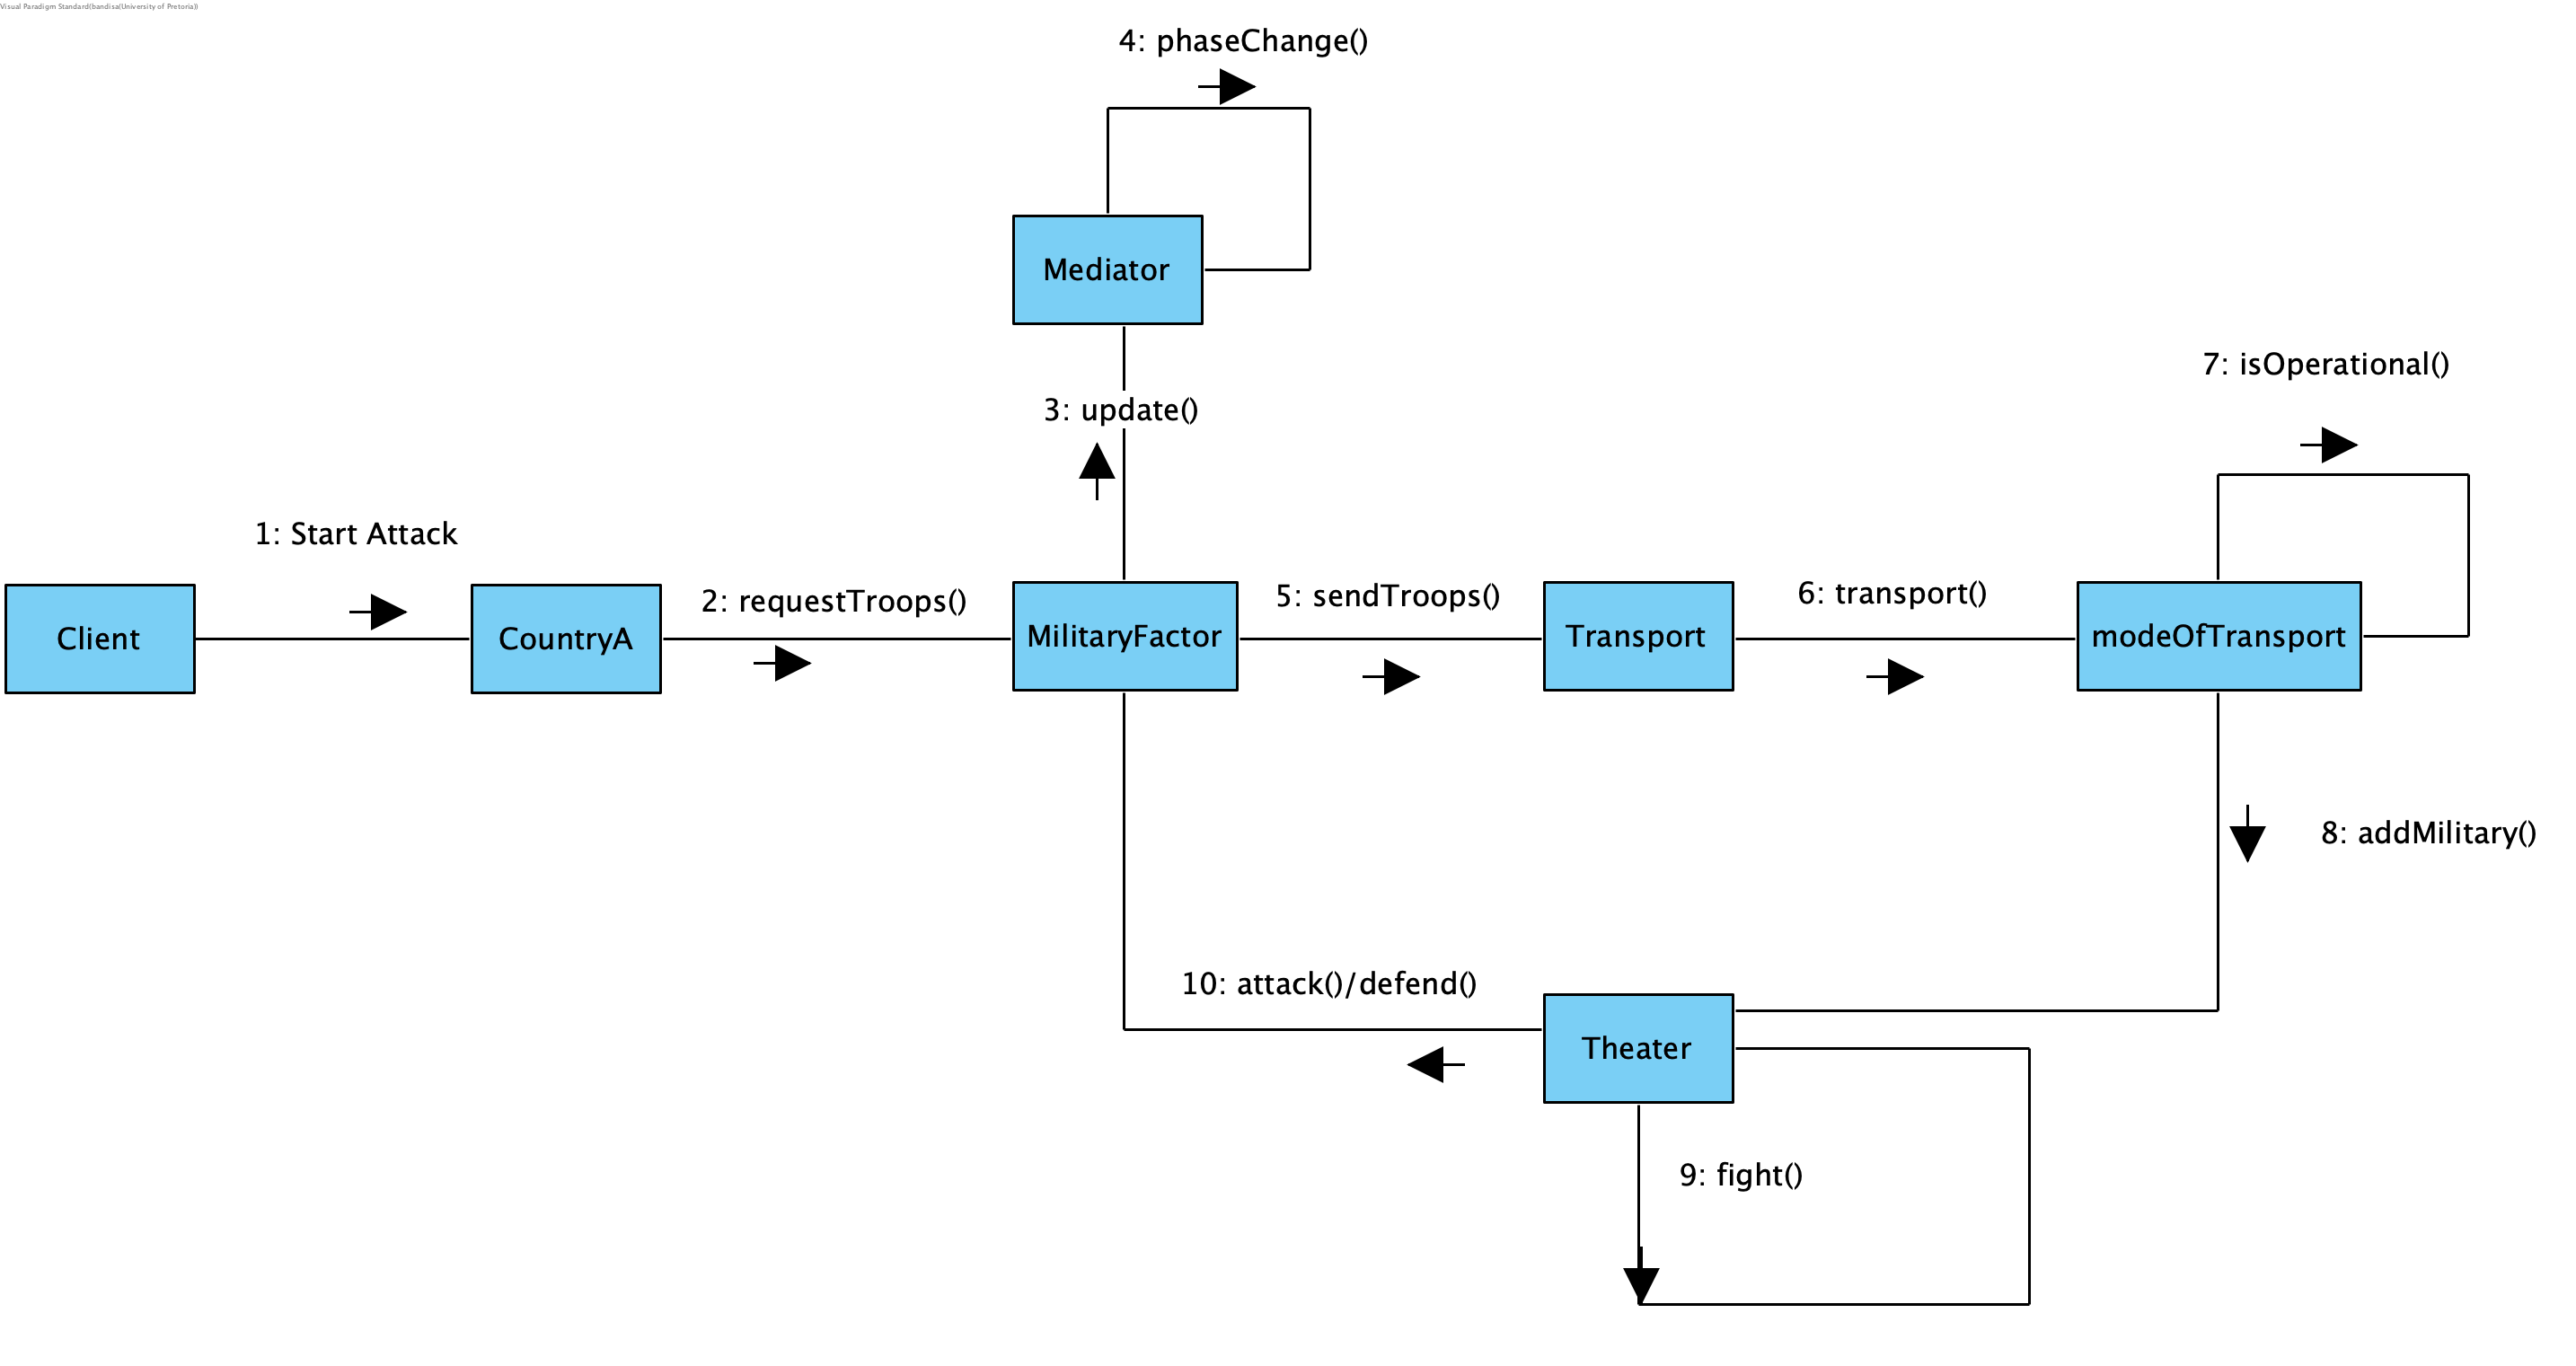 Visual Paradigm Standard(bandisa(University of Pretoria))
4: phaseChange()
Mediator
7: isOperational()
3: update()
1: Start Attack
2: requestTroops()
5: sendTroops()
6: transport()
Client
CountryA
MilitaryFactor
Transport
modeOfTransport
8: addMilitary()
10: attack()/defend()
Theater
9: fight()